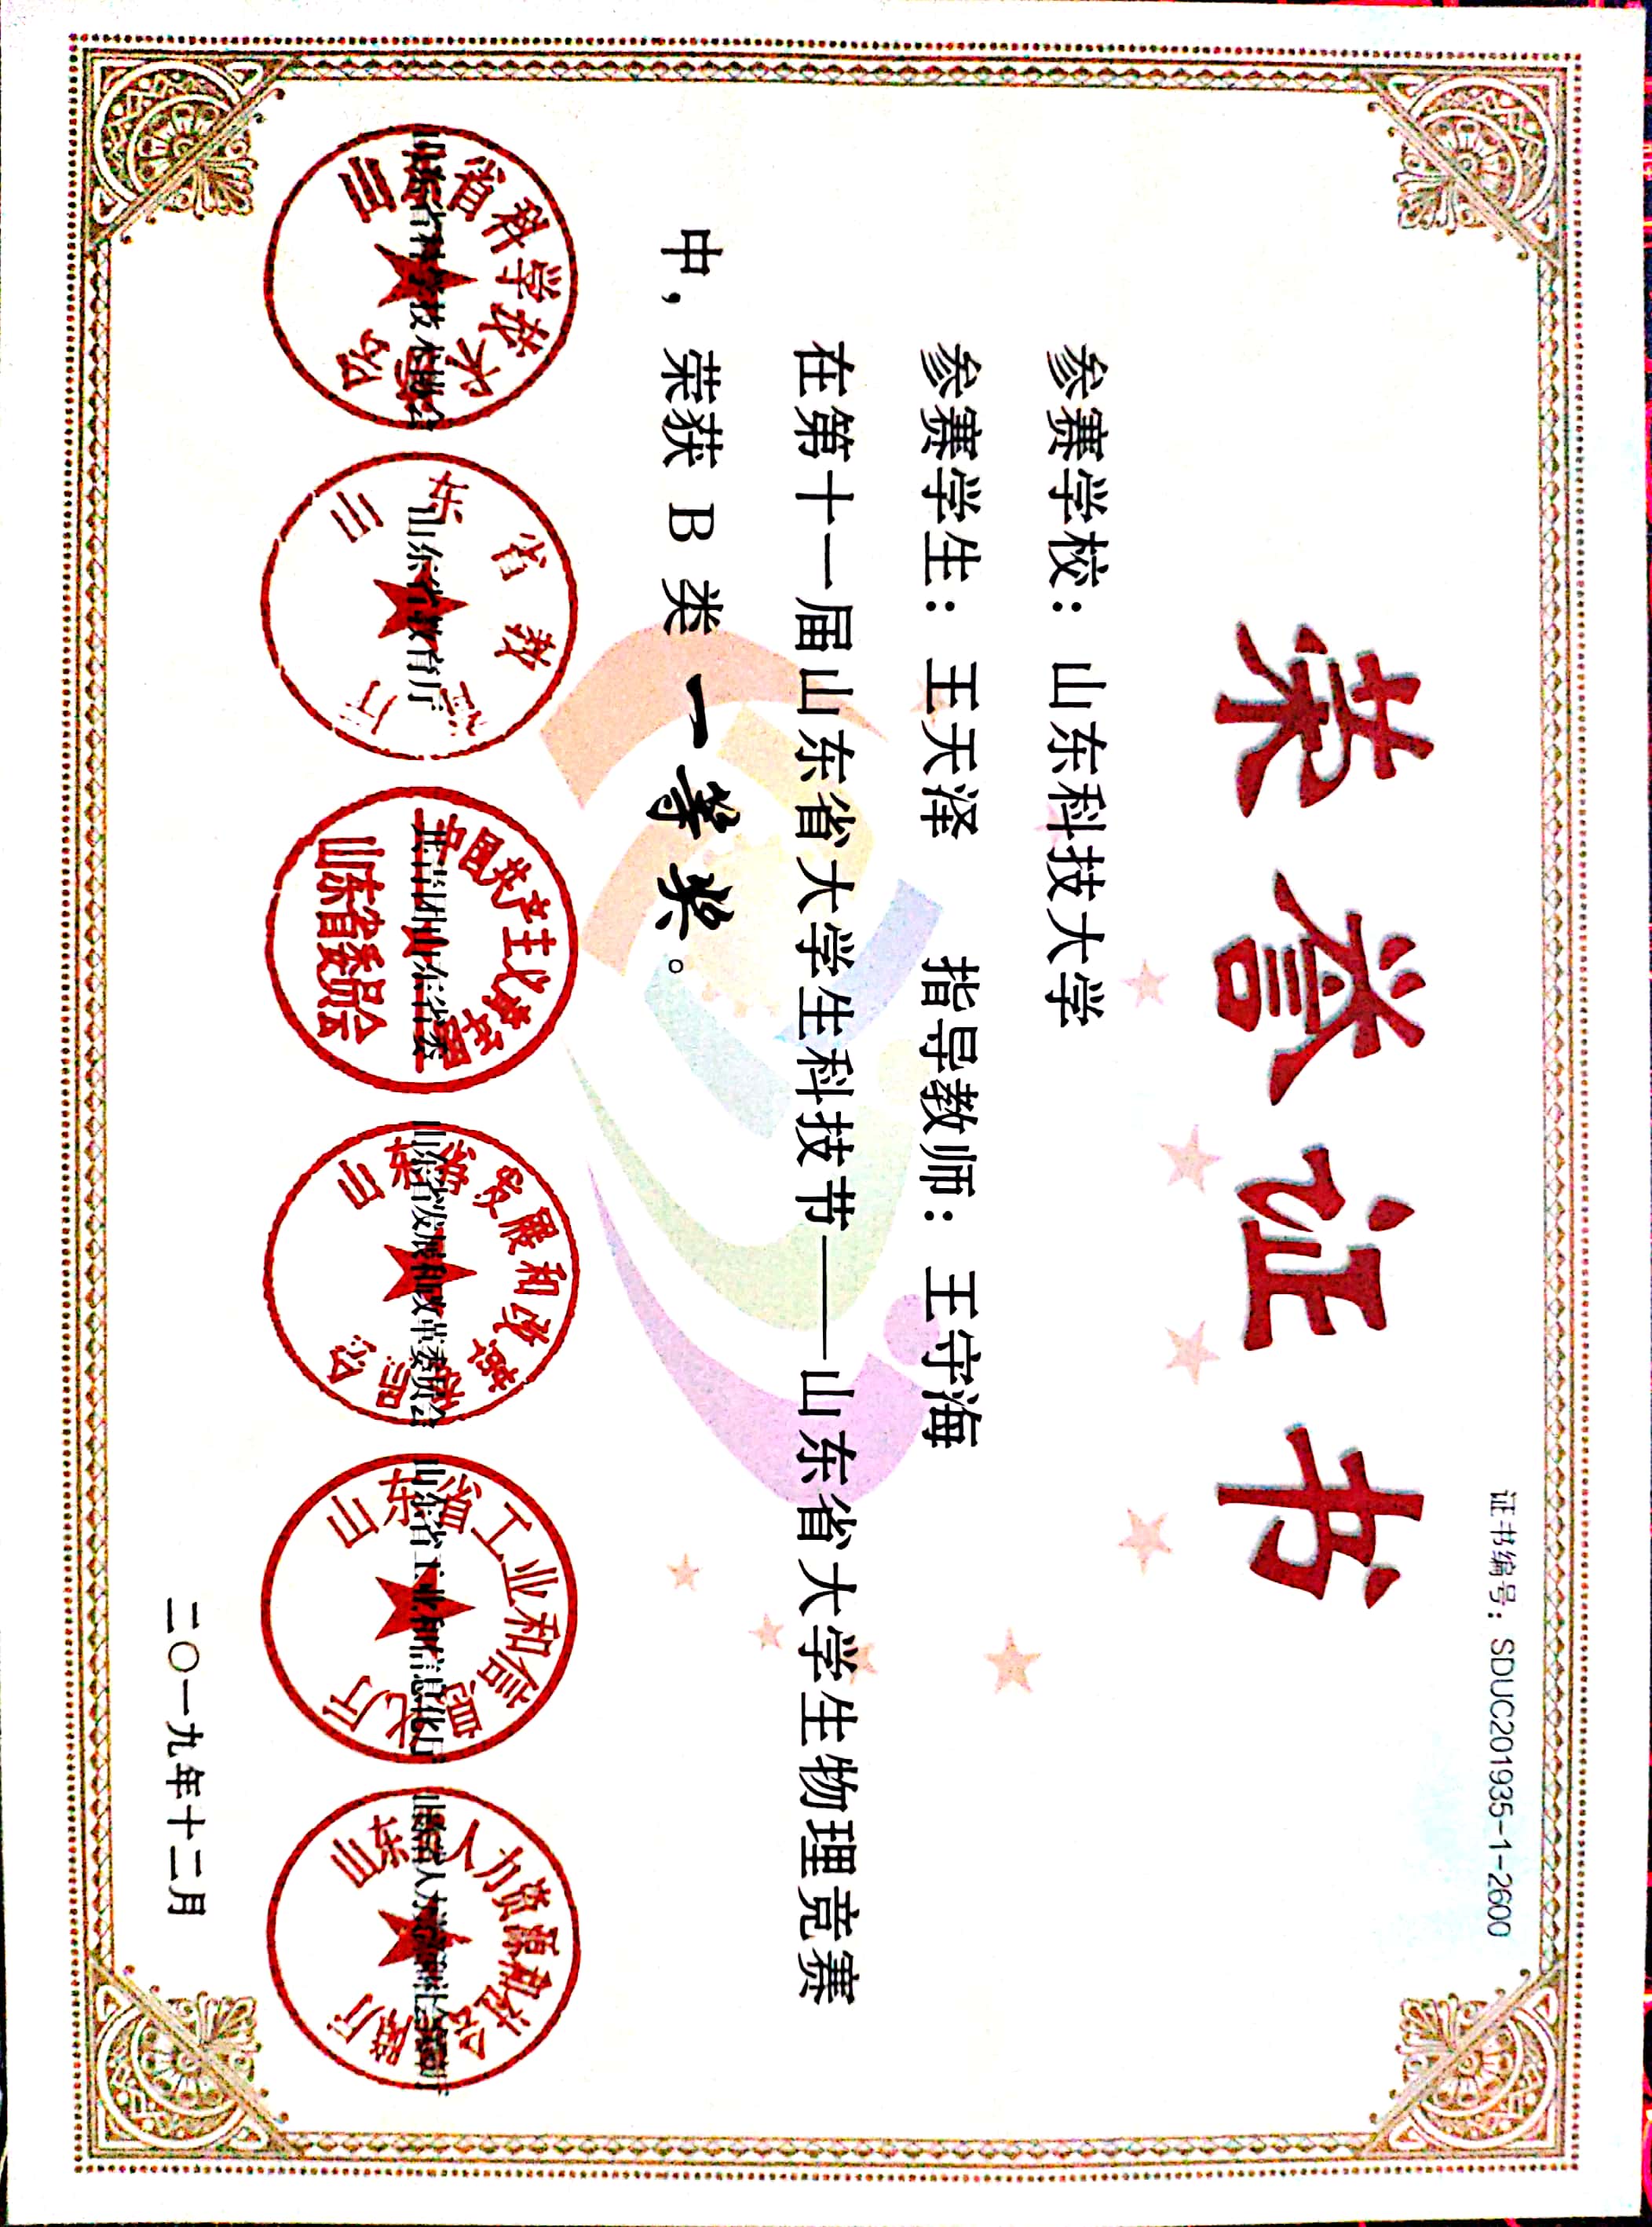 证书编号：SDUC201935-1-2600
荣誉证书
参赛学校：山东科技大学
参赛学生：王天泽 指导教师：王守海
在第十一届山东省大学生科技节——山东省大学生物理竞赛
中，荣获 B 类 一等奖。
山东省科学技术协会
山东省科学技术协会
山东省教育厅
山东省教育厅
中国共产主义青年团
共青团山东省委
山东省委员会
山东省发展和改革委员会
山东省发展和改革委员会
山东省工业和信息化厅
山东省工业和信息化厅
山东省人力资源和社会保障厅
山东省人力资源和社会保障厅
二〇一九年十二月